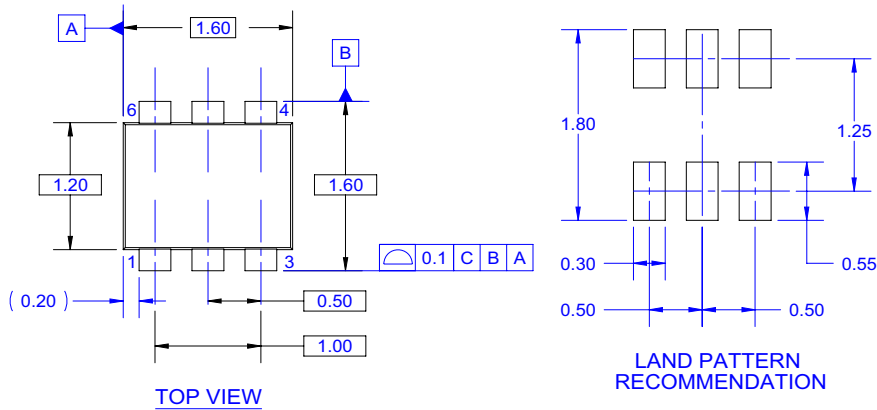 A
1.60
B
6
4
1.20
1.60
1
3
0.1 C B A
( 0.20 )
0.50
1.00
TOP VIEW
1.80
1.25
0.30
0.55
0.50
0.50
LAND PATTERN
RECOMMENDATION